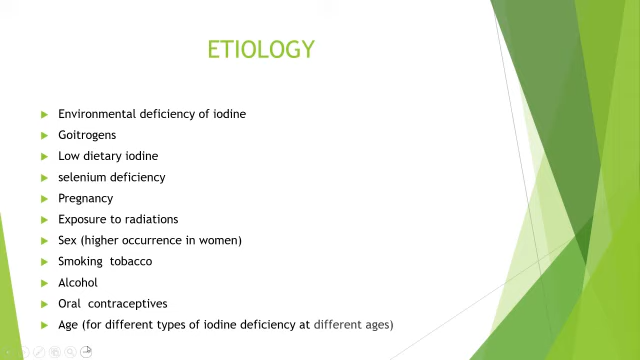 ETIOLOGY
Environmental deficiency of iodine
Goitrogens
Low dietary iodine
selenium deficiency
Pregnancy
Exposure to radiations
Sex (higher occurrence in women)
Smoking  tobacco
Alcohol
Oral  contraceptives
Age (for different types of iodine deficiency at different ages)